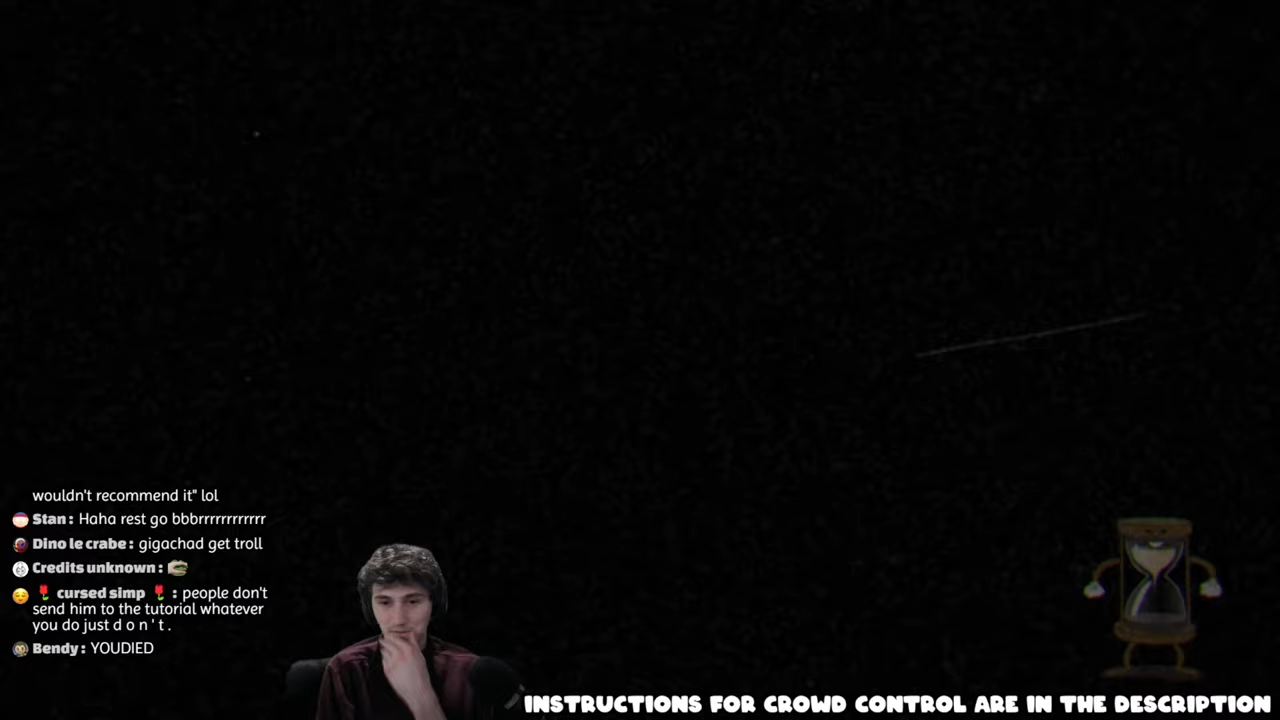 wouldn't recommend it" lol
Stan : Haha rest go bbbrrrrrrrrrrr
Dino le crabe : gigachad get troll
Credits unknown :
cursed simp : people don't
send him to the tutorial whatever
you do just d o n ' t .
Bendy : YOUDIED
INSTRUCTIONS FOR CROWD CONTROL ARE IN THE DESCRIPTION